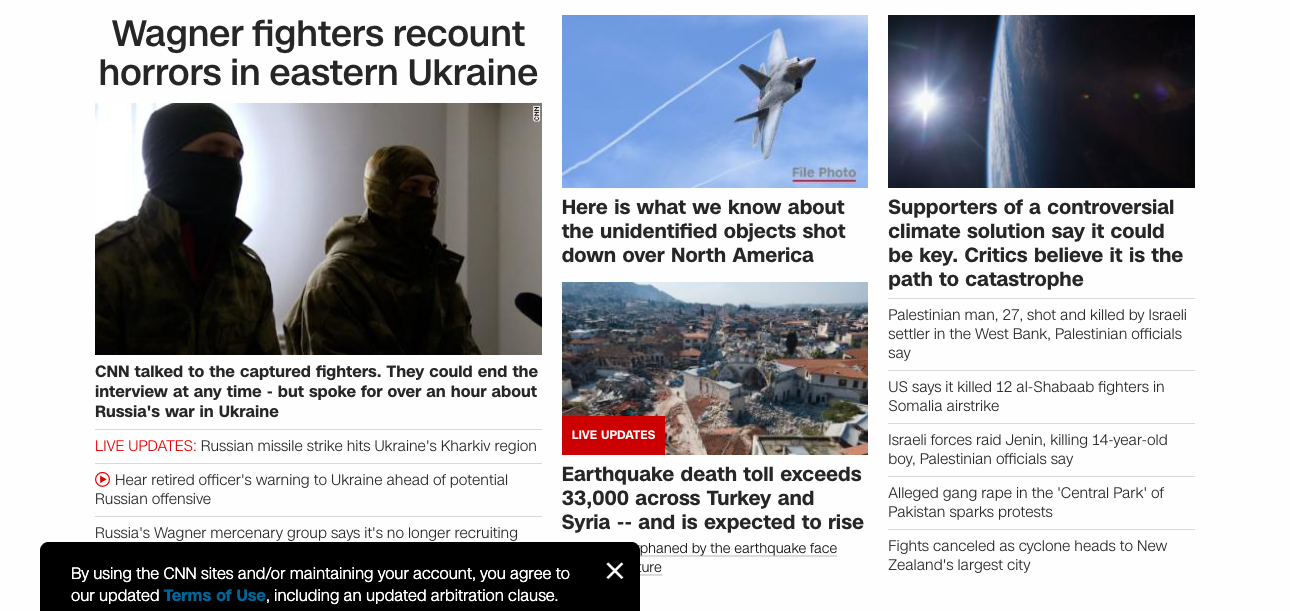 Wagner fighters recount
horrors in eastern Ukraine
CNN
CNN talked to the captured fighters. They could end the
interview at any time - but spoke for over an hour about
Russia's war in Ukraine
LIVE UPDATES: Russian missile strike hits Ukraine's Kharkiv region
Hear retired officer's warning to Ukraine ahead of potential
Russian offensive
Russia's Wagner mercenary group says it's no longer recruiting
File Photo
Here is what we know about
the unidentified objects shot
down over North America
LIVE UPDATES
Earthquake death toll exceeds
33,000 across Turkey and
Syria -- and is expected to rise
by the earthquake face
Supporters of a controversial
climate solution say it could
be key. Critics believe it is the
path to catastrophe
Palestinian man, 27, shot and killed by Israeli
settler in the West Bank, Palestinian officials
say
US says it killed 12 al-Shabaab fighters in
Somalia airstrike
Israeli forces raid Jenin, killing 14-year-old
boy, Palestinian officials say
Alleged gang rape in the 'Central Park' of
Pakistan sparks protests
Fights canceled as cyclone heads to New
Zealand's largest city
By using the CNN sites and/or maintaining your account, you agree to
our updated Terms of Use, including an updated arbitration clause.